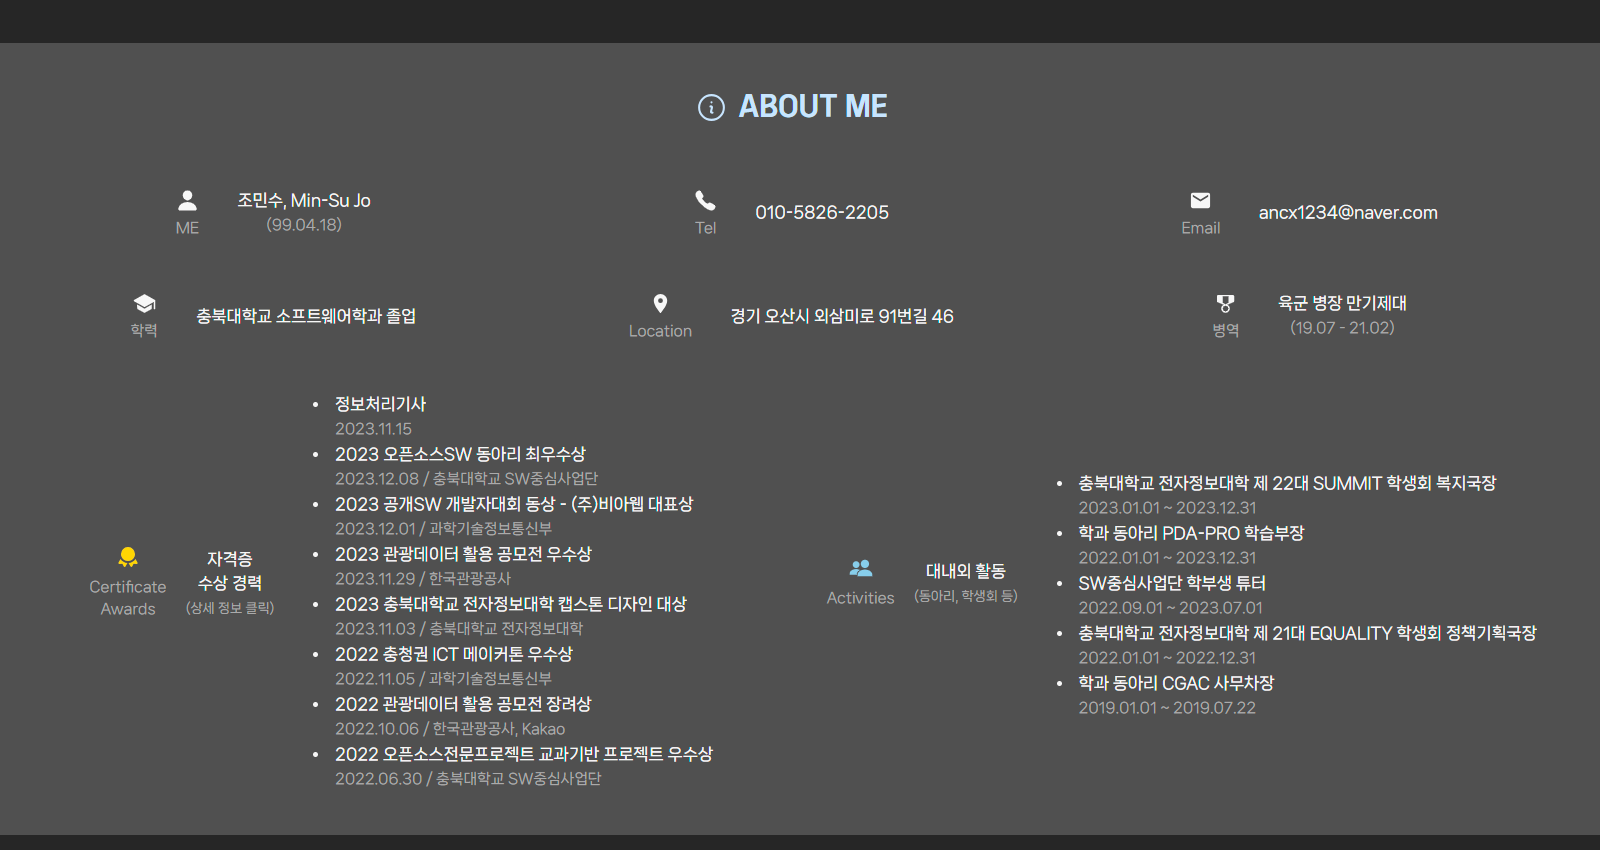 ABOUT ME
ME
조민수, Min-Su Jo
(99.04.18)
Tel
010-5826-2205
Email
ancx1234@naver.com
학력
충북대학교 소프트웨어학과 졸업
Location
경기 오산시 외삼미로 91번길 46
병역
육군 병장 만기제대
(19.07 - 21.02)
Certificate
Awards
자격증
수상 경력
(상세 정보 클릭)
• 정보처리기사
2023.11.15
• 2023 오픈소스SW 동아리 최우수상
2023.12.08 / 충북대학교 SW중심사업단
• 2023 공개SW 개발자대회 동상 - (주)비아웹 대표상
2023.12.01 / 과학기술정보통신부
• 2023 관광데이터 활용 공모전 우수상
2023.11.29 / 한국관광공사
• 2023 충북대학교 전자정보대학 캡스톤 디자인 대상
2023.11.03 / 충북대학교 전자정보대학
• 2022 충청권 ICT 메이커톤 우수상
2022.11.05 / 과학기술정보통신부
• 2022 관광데이터 활용 공모전 장려상
2022.10.06 / 한국관광공사, Kakao
• 2022 오픈소스전문프로젝트 교과기반 프로젝트 우수상
2022.06.30 / 충북대학교 SW중심사업단
Activities
대내외 활동
(동아리, 학생회 등)
• 충북대학교 전자정보대학 제 22대 SUMMIT 학생회 복지국장
2023.01.01 ~ 2023.12.31
• 학과 동아리 PDA-PRO 학습부장
2022.01.01 ~ 2023.12.31
• SW중심사업단 학부생 튜터
2022.09.01 ~ 2023.07.01
• 충북대학교 전자정보대학 제 21대 EQUALITY 학생회 정책기획국장
2022.01.01 ~ 2022.12.31
• 학과 동아리 CGAC 사무차장
2019.01.01 ~ 2019.07.22